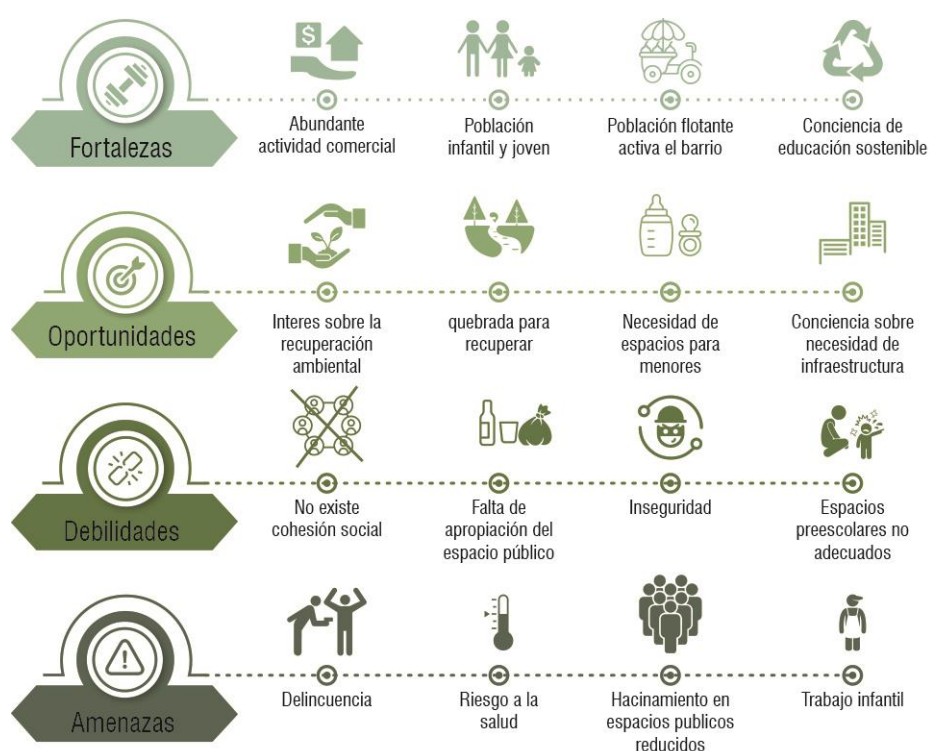 $
Fortalezas
Abundante
actividad comercial
Población
infantil y joven
Población flotante
activa el barrio
Conciencia de
educación sostenible
Oportunidades
Interes sobre la
recuperación
ambiental
quebrada para
recuperar
Necesidad de
espacios para
menores
Conciencia sobre
necesidad de
infraestructura
Debilidades
No existe
cohesión social
Falta de
apropiación del
espacio público
Inseguridad
Espacios
preescolares no
adecuados
Amenazas
Delincuencia
Riesgo a la
salud
Hacinamiento en
espacios publicos
reducidos
Trabajo infantil